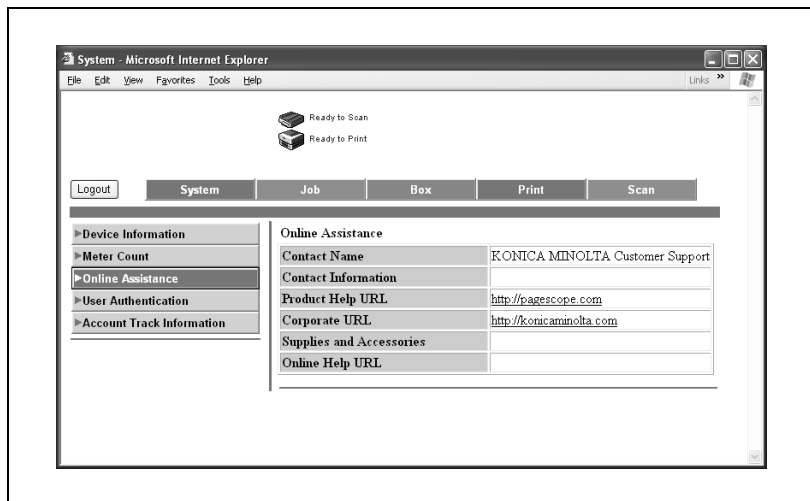 System - Microsoft Internet Explorer
File Edit View Favorites Tools Help
Links »
Ready to Scan
Ready to Print
Logout
System Job Box Print Scan
Device Information
Meter Count
Online Assistance
User Authentication
Account Track Information
Online Assistance
Contact Name KONICA MINOLTA Customer Support
Contact Information
Product Help URL http://pagescope.com
Corporate URL http://konicaminolta.com
Supplies and Accessories
Online Help URL